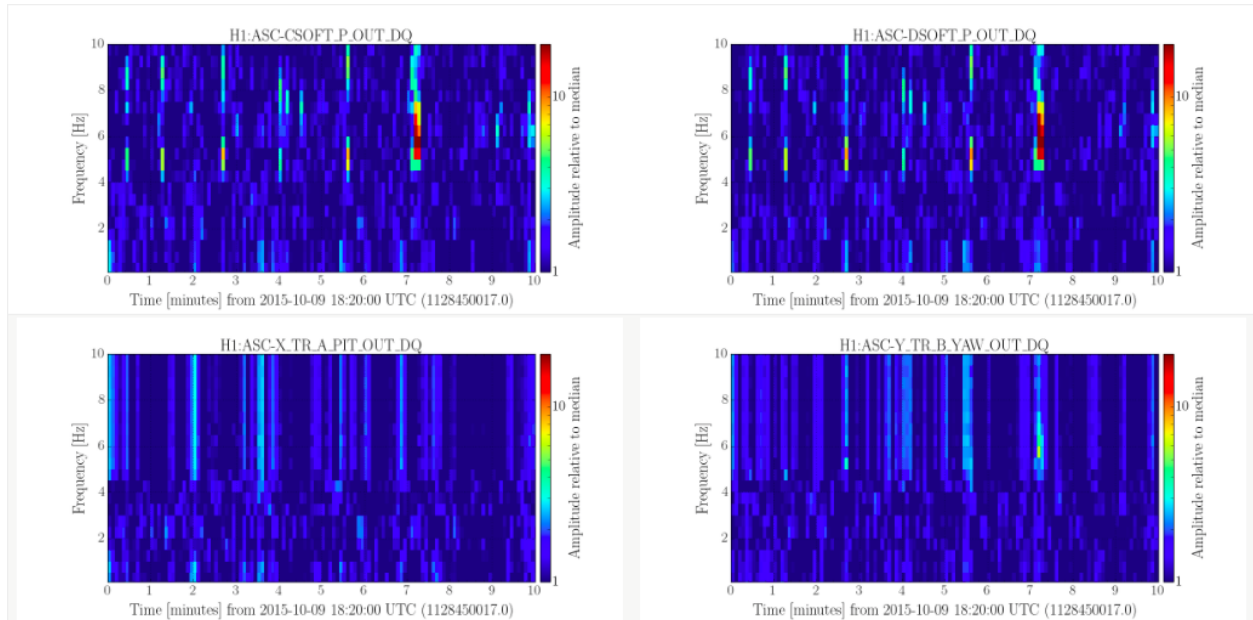 H1:ASC-CSOFT_P_OUT_DQ
10
8
6
4
2
Frequency [Hz]
0 1 2 3 4 5 6 7 8 9 10
Time [minutes] from 2015-10-09 18:20:00 UTC (1128450017.0)
10
1
Amplitude relative to median
H1:ASC-DSOFT_P_OUT_DQ
10
8
6
4
2
Frequency [Hz]
0 1 2 3 4 5 6 7 8 9 10
Time [minutes] from 2015-10-09 18:20:00 UTC (1128450017.0)
10
1
Amplitude relative to median
H1:ASC-X_TR_A_PIT_OUT_DQ
10
8
6
4
2
Frequency [Hz]
0 1 2 3 4 5 6 7 8 9 10
Time [minutes] from 2015-10-09 18:20:00 UTC (1128450017.0)
10
1
Amplitude relative to median
H1:ASC-Y_TR_B_YAW_OUT_DQ
10
8
6
4
2
Frequency [Hz]
0 1 2 3 4 5 6 7 8 9 10
Time [minutes] from 2015-10-09 18:20:00 UTC (1128450017.0)
10
1
Amplitude relative to median